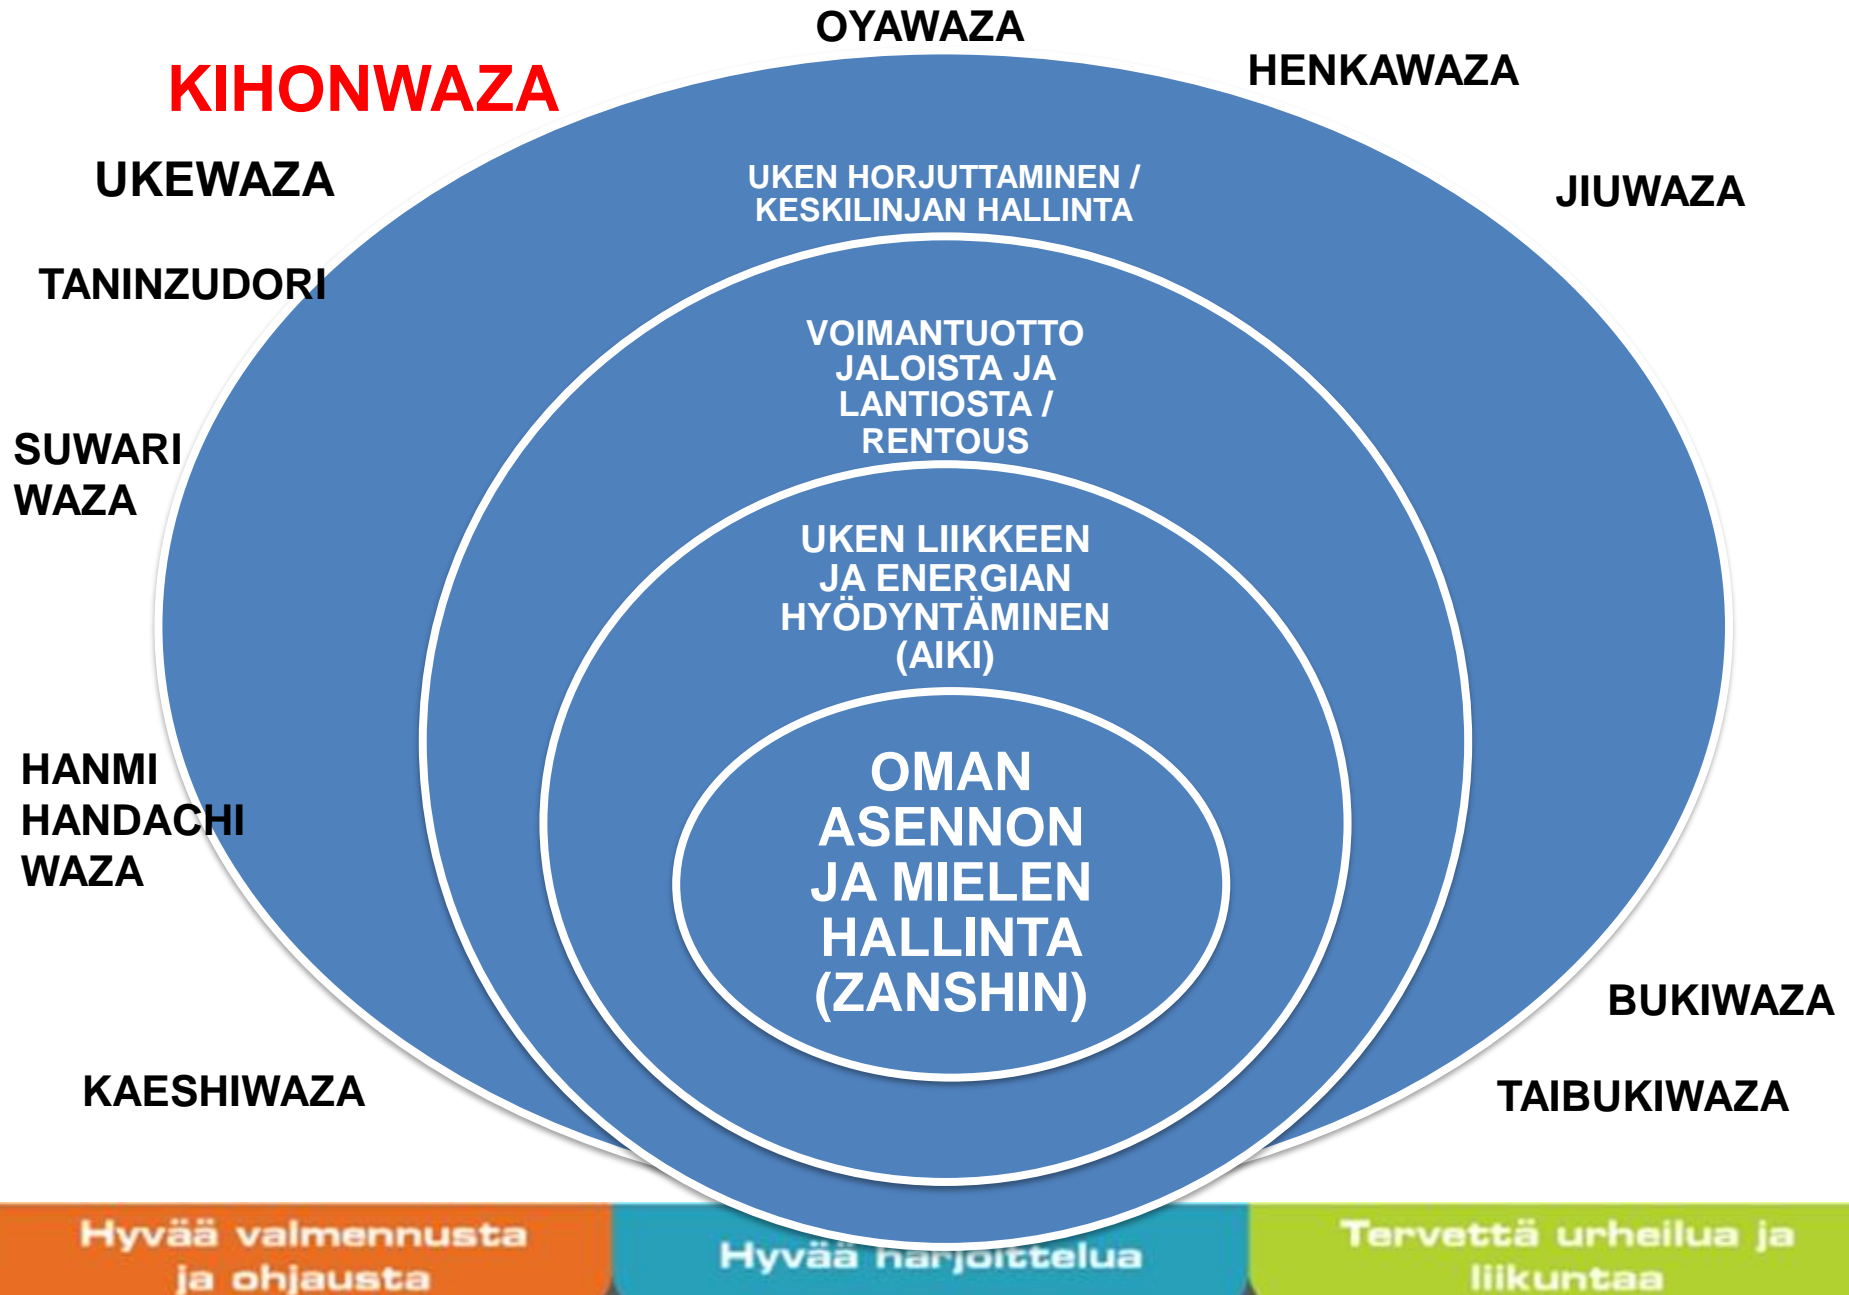 OYAWAZA
KIHONWAZA
HENKAWAZA
UKEWAZA
UKEN HORJUTTAMINEN /
KESKILINJAN HALLINTA
JIUWAZA
TANINZUDORI
VOIMANTUOTTO
JALOISTA JA
LANTIOSTA /
RENTOUS
SUWARI
WAZA
UKEN LIIKKEEN
JA ENERGIAN
HYÖDYNTÄMINEN
(AIKI)
HANMI
HANDACHI
WAZA
OMAN
ASENNON
JA MIELEN
HALLINTA
(ZANSHIN)
BUKIWAZA
KAESHIWAZA
TAIBUKIWAZA
Hyvää valmennusta
ja ohjausta
Hyvää harjoittelua
Tervettä urheilua ja
liikuntaa